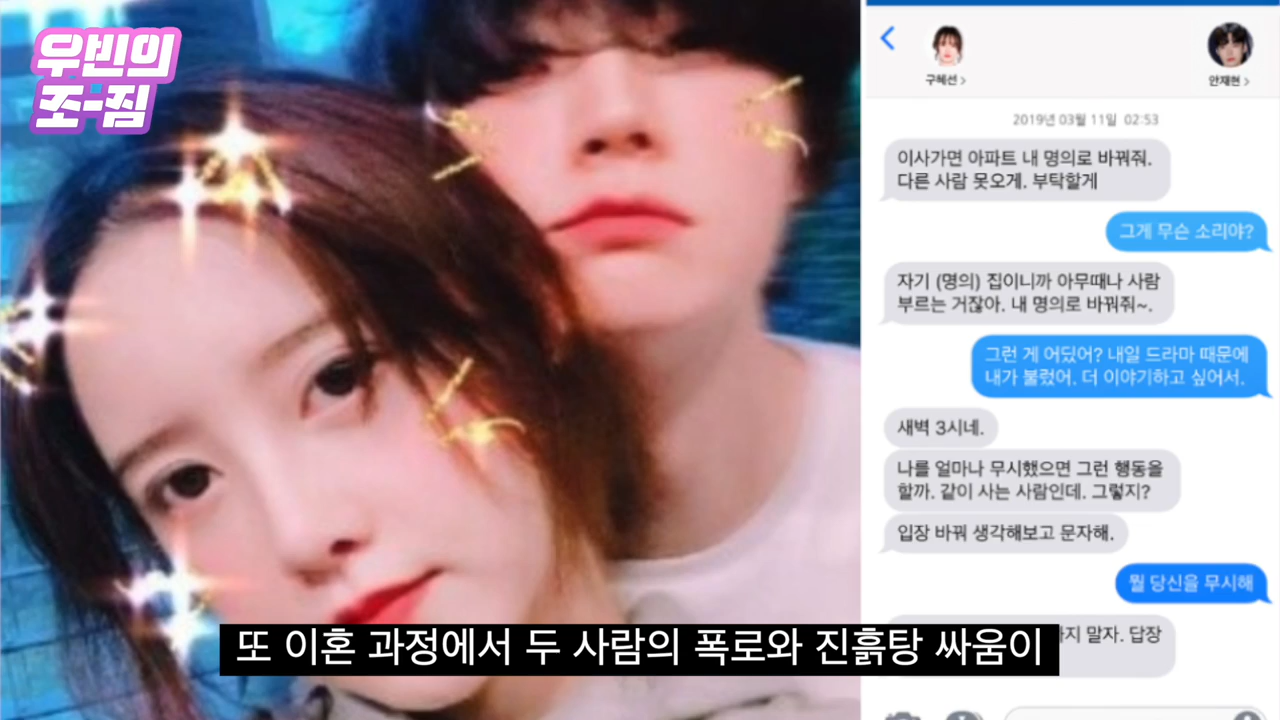 우빈의
조-짐
구혜선 >
안재현 >
2019년 03월 11일 02:53
이사가면 아파트 내 명의로 바꿔줘.
다른 사람 못오게. 부탁할게
그게 무슨 소리야?
자기 (명의) 집이니까 아무때나 사람
부르는 거잖아. 내 명의로 바꿔줘~.
그런 게 어딨어? 내일 드라마 때문에
내가 불렀어. 더 이야기하고 싶어서.
새벽 3시네.
나를 얼마나 무시했으면 그런 행동을
할까. 같이 사는 사람인데. 그렇지?
입장 바꿔 생각해보고 문자해.
뭘 당신을 무시해
말자. 답장
또 이혼 과정에서 두 사람의 폭로와 진흙탕 싸움이